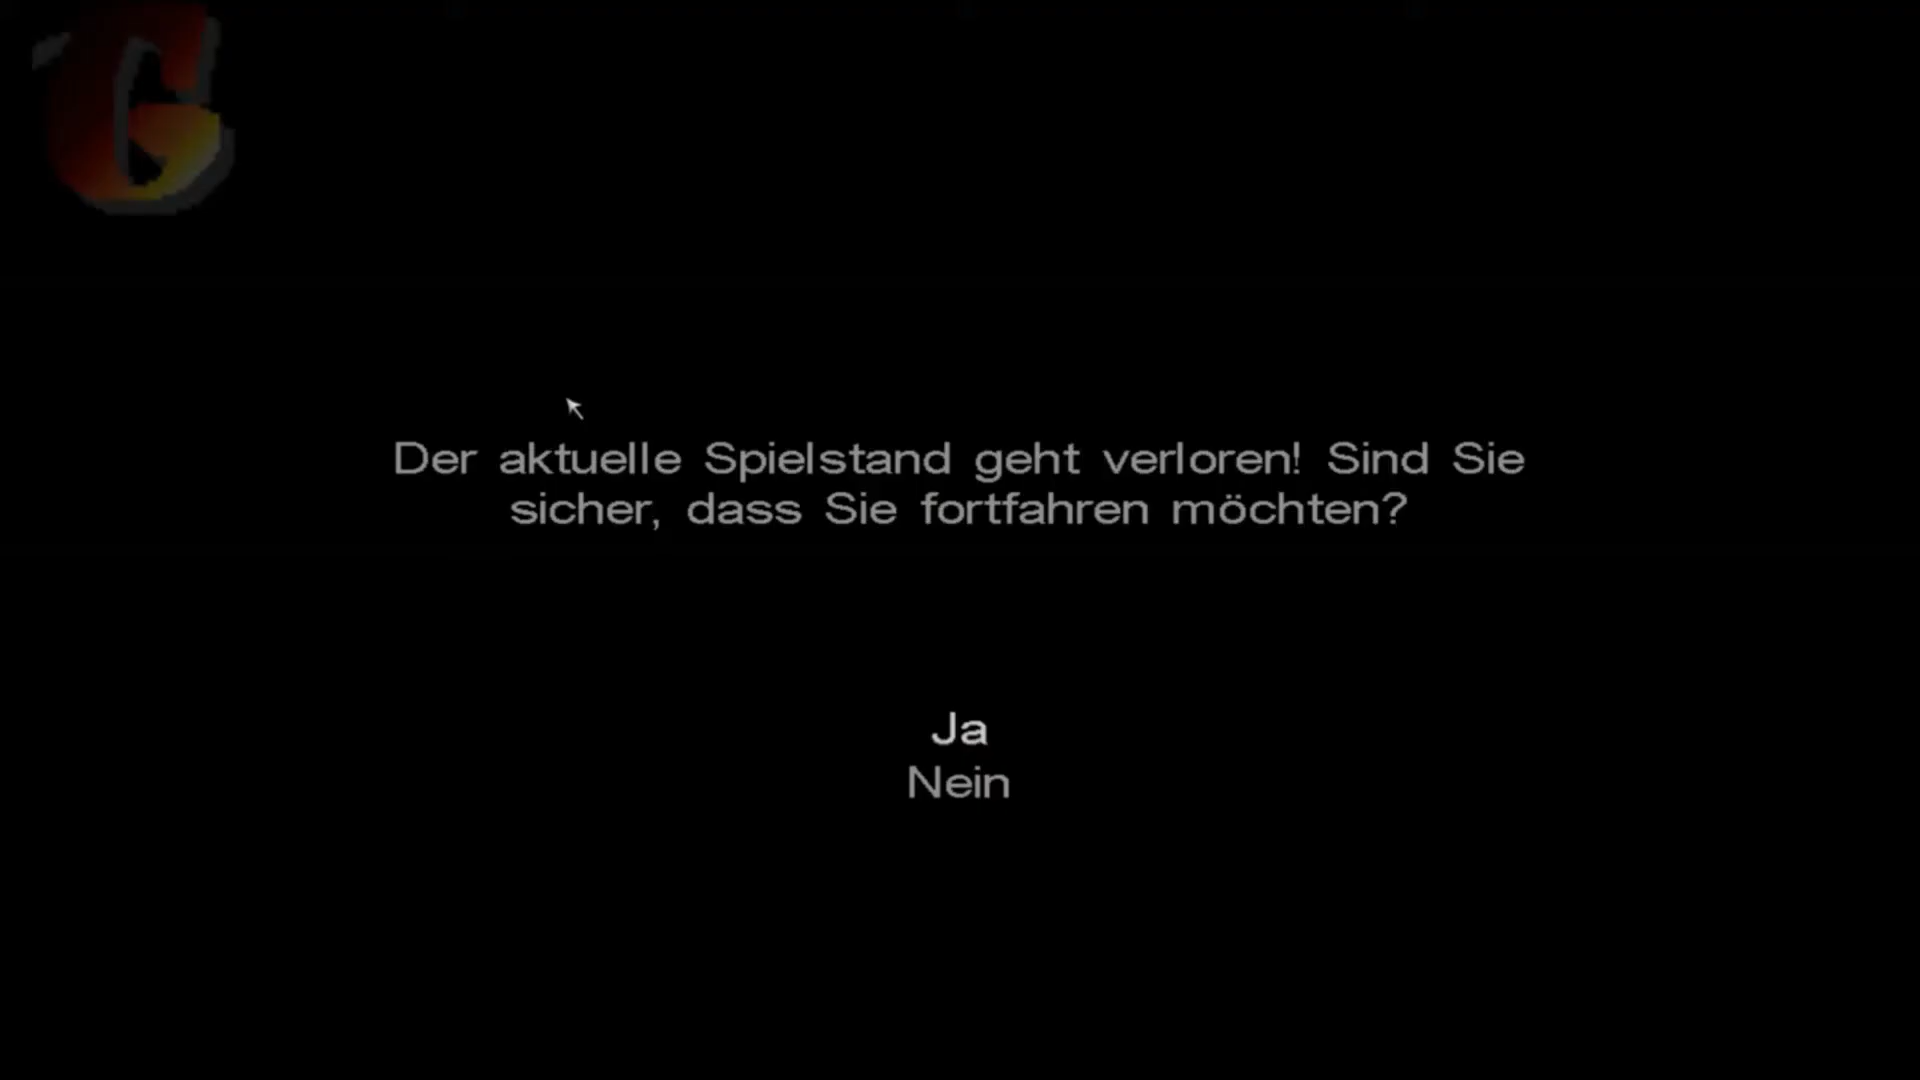 G
Der aktuelle Spielstand geht verloren! Sind Sie
sicher, dass Sie fortfahren möchten?
Ja
Nein